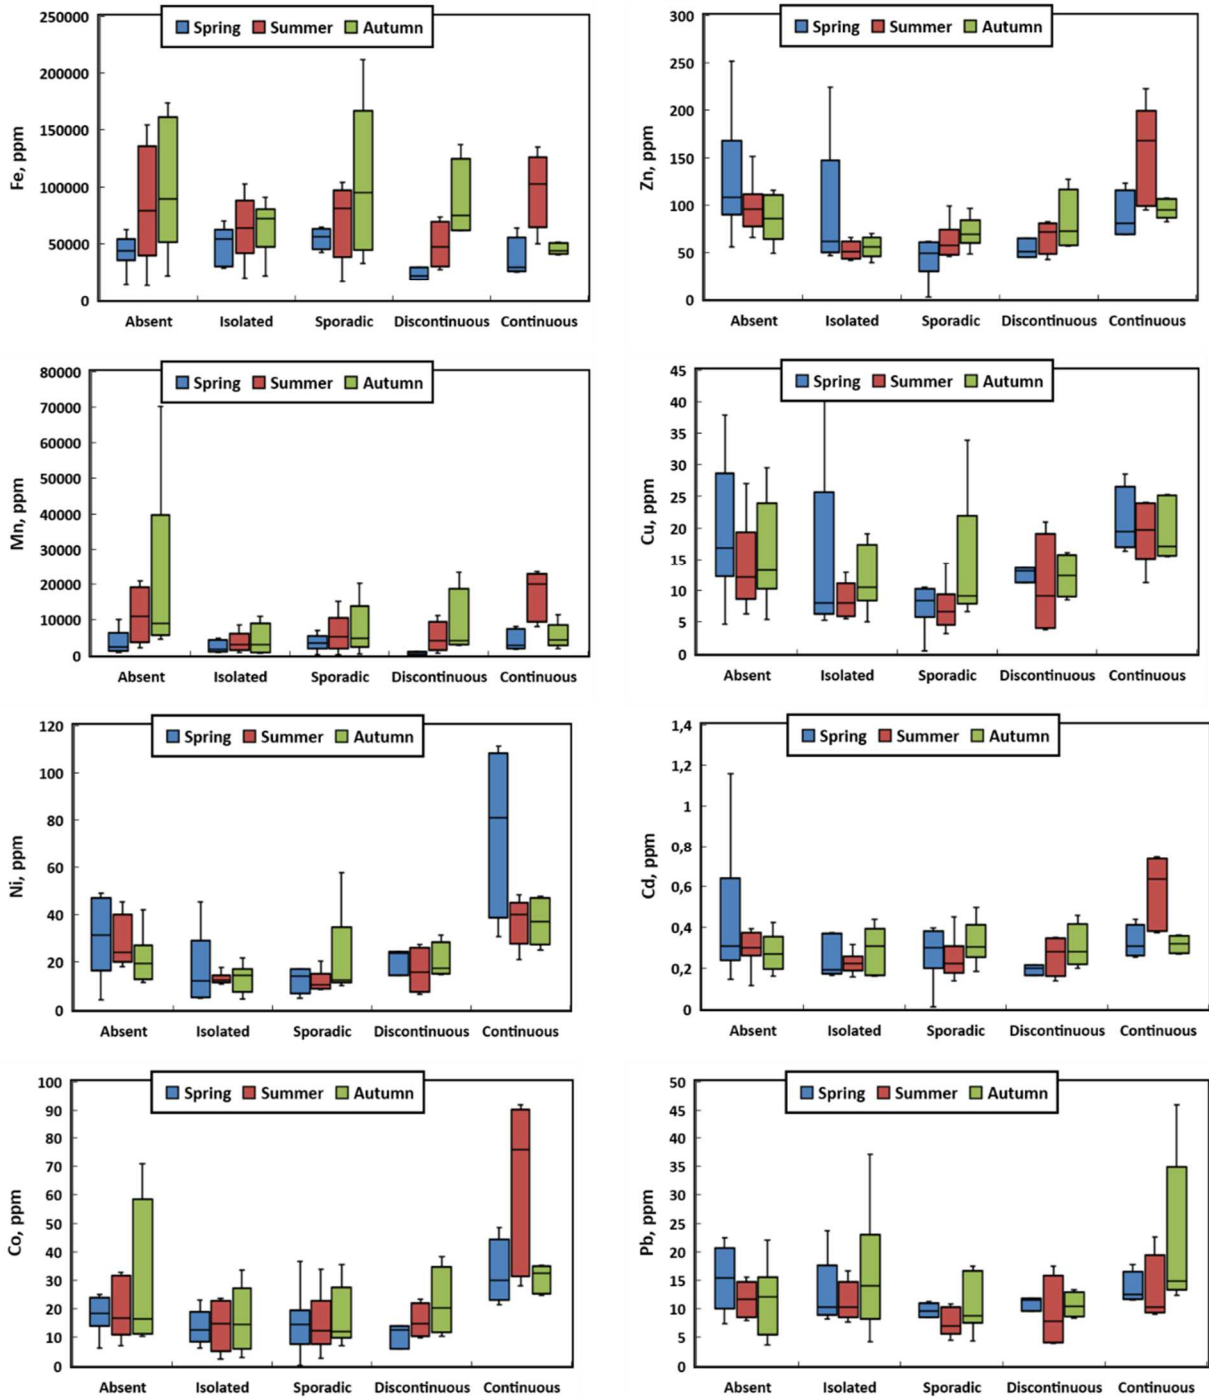 Spring Summer Autumn
Fe, ppm
250000
200000
150000
100000
50000
0
Absent Isolated Sporadic Discontinuous Continuous
Spring Summer Autumn
Zn, ppm
300
250
200
150
100
50
0
Absent Isolated Sporadic Discontinuous Continuous
Spring Summer Autumn
Mn, ppm
80000
70000
60000
50000
40000
30000
20000
10000
0
Absent Isolated Sporadic Discontinuous Continuous
Spring Summer Autumn
Cu, ppm
45
40
35
30
25
20
15
10
5
0
Absent Isolated Sporadic Discontinuous Continuous
Spring Summer Autumn
Ni, ppm
120
100
80
60
40
20
0
Absent Isolated Sporadic Discontinuous Continuous
Spring Summer Autumn
Cd, ppm
1,4
1,2
1
0,8
0,6
0,4
0,2
0
Absent Isolated Sporadic Discontinuous Continuous
Spring Summer Autumn
Co, ppm
100
90
80
70
60
50
40
30
20
10
0
Absent Isolated Sporadic Discontinuous Continuous
Spring Summer Autumn
Pb, ppm
50
45
40
35
30
25
20
15
10
5
0
Absent Isolated Sporadic Discontinuous Continuous